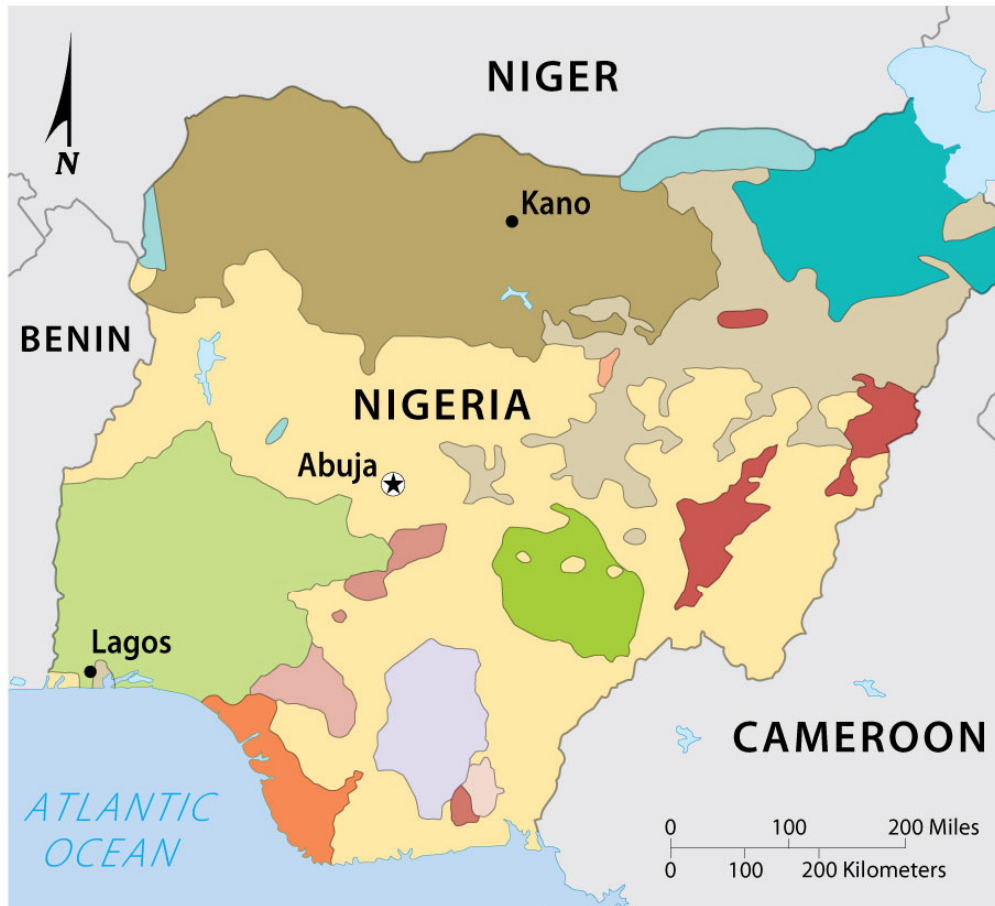 NIGER
N
Kano
BENIN
NIGERIA
Abuja
Lagos
CAMEROON
ATLANTIC
OCEAN
0 100 200 Miles
0 100 200 Kilometers